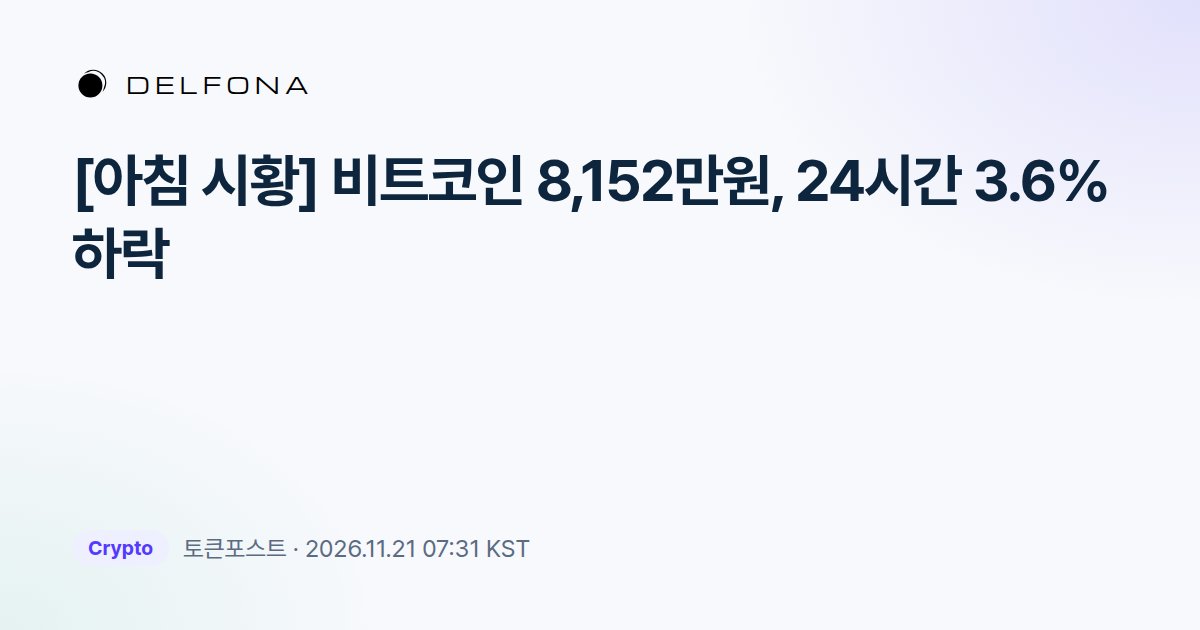 DELFONA
[아침 시황] 비트코인 8,152만원, 24시간 3.6%
하락
Crypto 토큰포스트 · 2026.11.21 07:31 KST